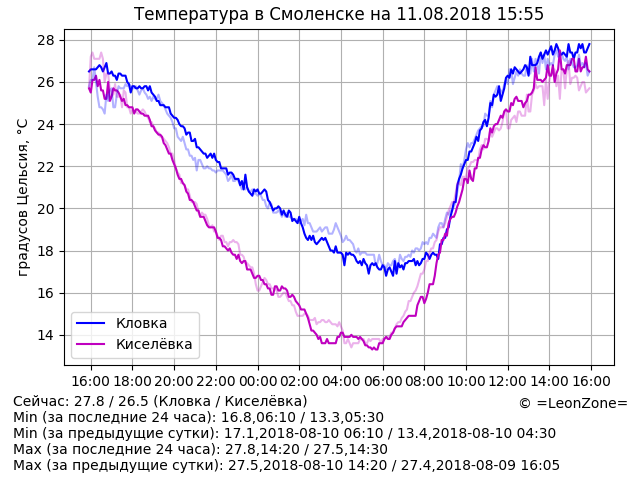 Температура в Смоленске на 11.08.2018 15:55
градусов Цельсия, °C
28
26
24
22
20
18
16
14
Кловка
Киселёвка
16:00 18:00 20:00 22:00 00:00 02:00 04:00 06:00 08:00 10:00 12:00 14:00 16:00
Сейчас: 27.8 / 26.5 (Кловка / Киселёвка)
© =LeonZone=
Min (за последние 24 часа): 16.8,06:10 / 13.3,05:30
Min (за предыдущие сутки): 17.1,2018-08-10 06:10 / 13.4,2018-08-10 04:30
Max (за последние 24 часа): 27.8,14:20 / 27.5,14:30
Max (за предыдущие сутки): 27.5,2018-08-10 14:20 / 27.4,2018-08-09 16:05